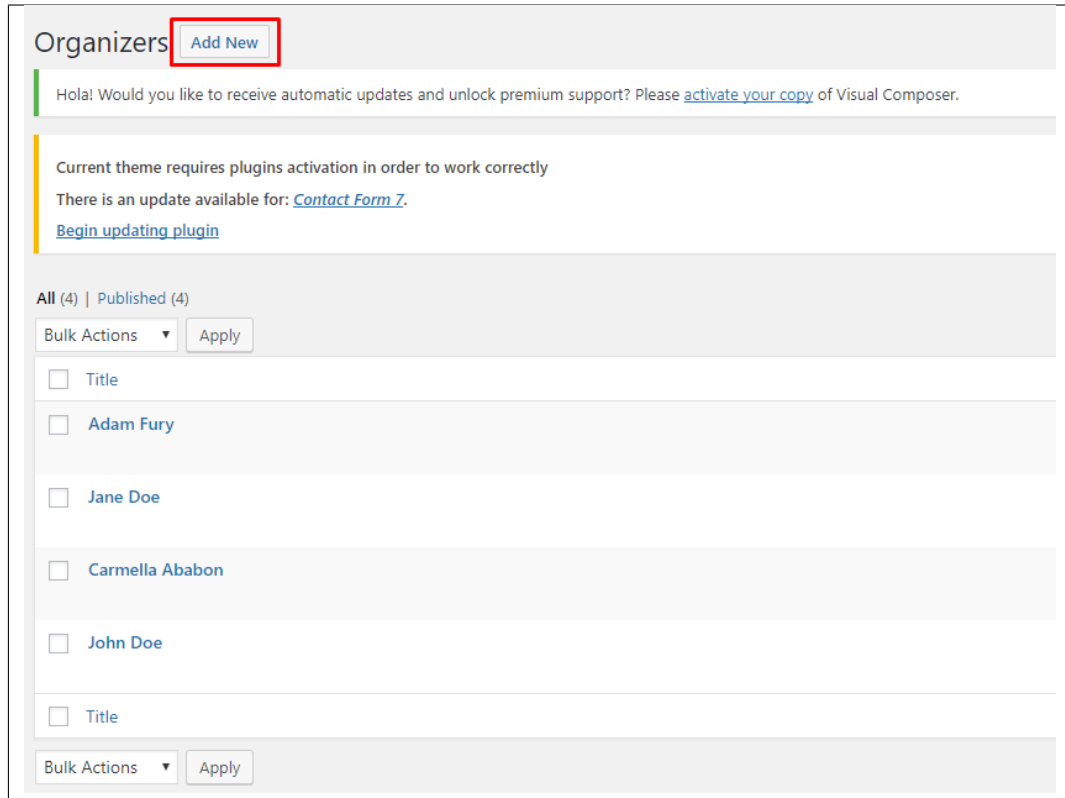 Organizers Add New
Hola! Would you like to receive automatic updates and unlock premium support? Please activate your copy of Visual Composer.
Current theme requires plugins activation in order to work correctly
There is an update available for: Contact Form 7.
Begin updating plugin
All (4) | Published (4)
Bulk Actions Apply
Title
Adam Fury
Jane Doe
Carmella Ababon
John Doe
Title
Bulk Actions Apply